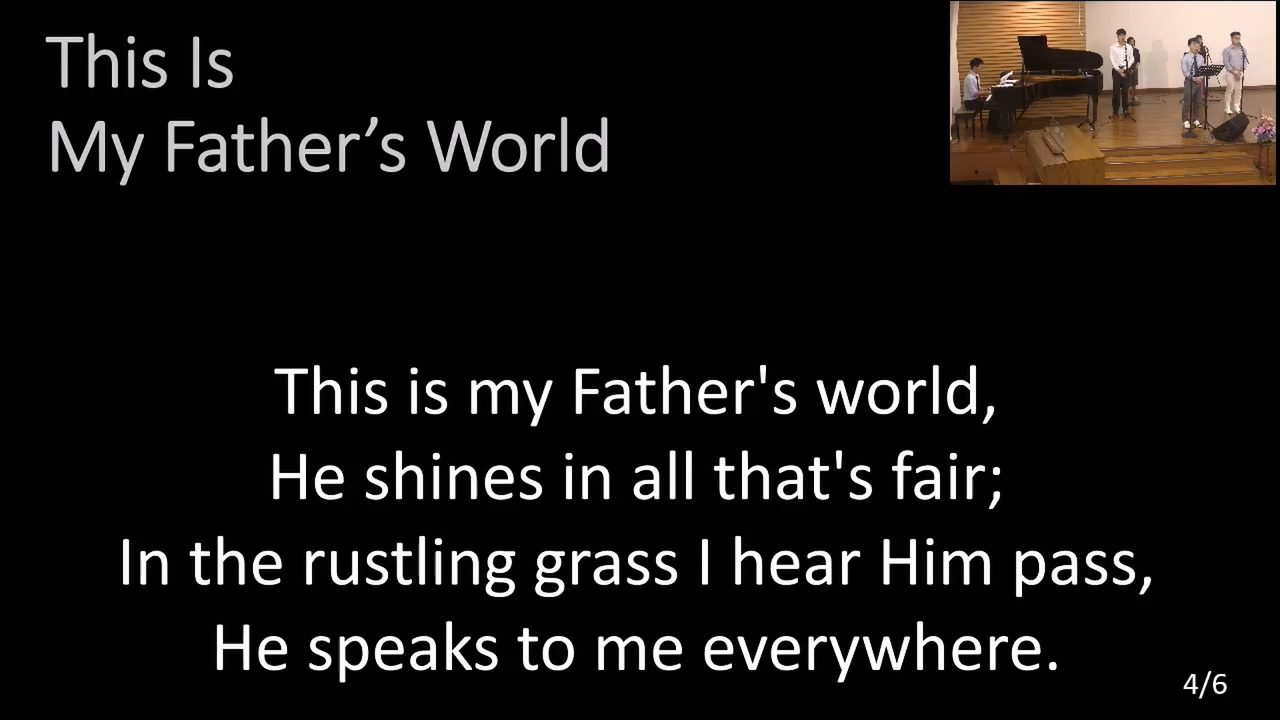 This Is
My Father’s World
This is my Father's world,
He shines in all that's fair;
In the rustling grass I hear Him pass,
He speaks to me everywhere.
4/6